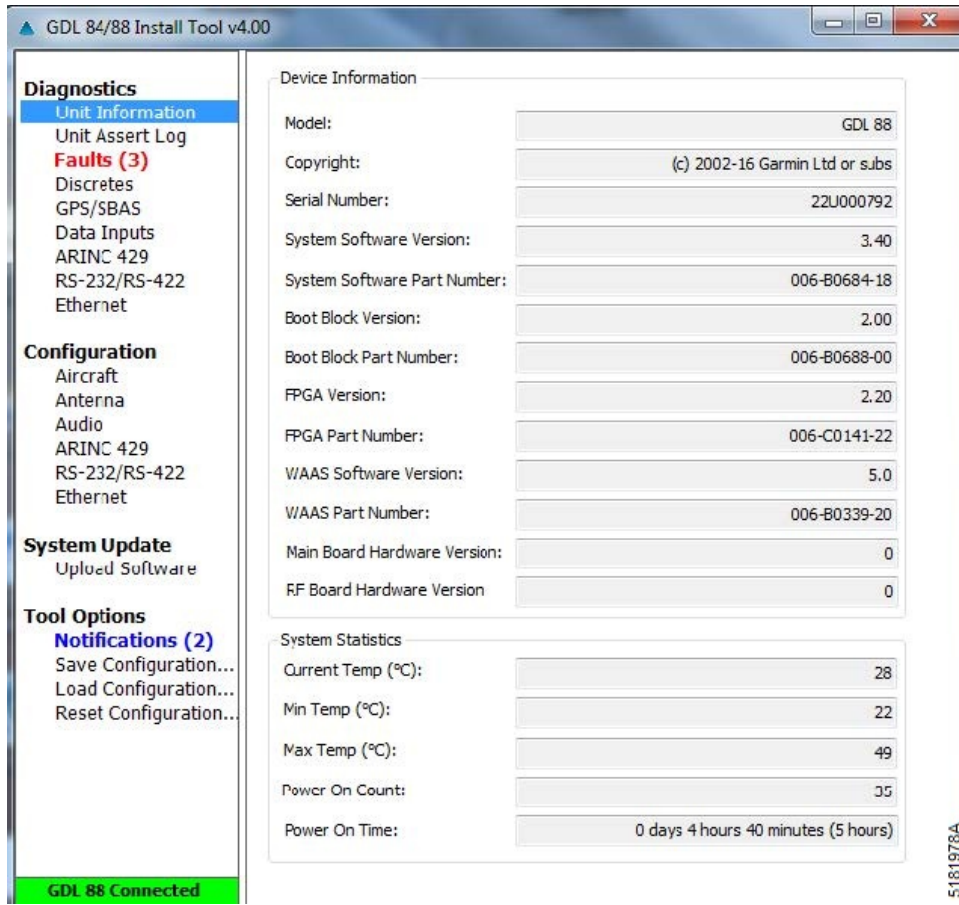 GDL 84/88 Install Tool v4.00
Diagnostics
Unit Information
Unit Assert Log
Faults (3)
Discretes
GPS/SBAS
Data Inputs
ARINC 429
RS-232/RS-422
Ethernet
Configuration
Aircraft
Antenna
Audio
ARINC 429
RS-232/RS-422
Ethernet
System Update
Upload Software
Tool Options
Notifications (2)
Save Configuration...
Load Configuration...
Reset Configuration...
GDL 88 Connected
Device Information
Model: GDL 88
Copyright: (c) 2002-16 Garmin Ltd or subs
Serial Number: 22U000792
System Software Version: 3.40
System Software Part Number: 006-B0684-18
Boot Block Version: 2.00
Boot Block Part Number: 006-B0688-00
FPGA Version: 2.20
FPGA Part Number: 006-C0141-22
WAAS Software Version: 5.0
WAAS Part Number: 006-B0339-20
Main Board Hardware Version: 0
RF Board Hardware Version 0
System Statistics
Current Temp (°C): 28
Min Temp (°C): 22
Max Temp (°C): 49
Power On Count: 35
Power On Time: 0 days 4 hours 40 minutes (5 hours)
5181978A